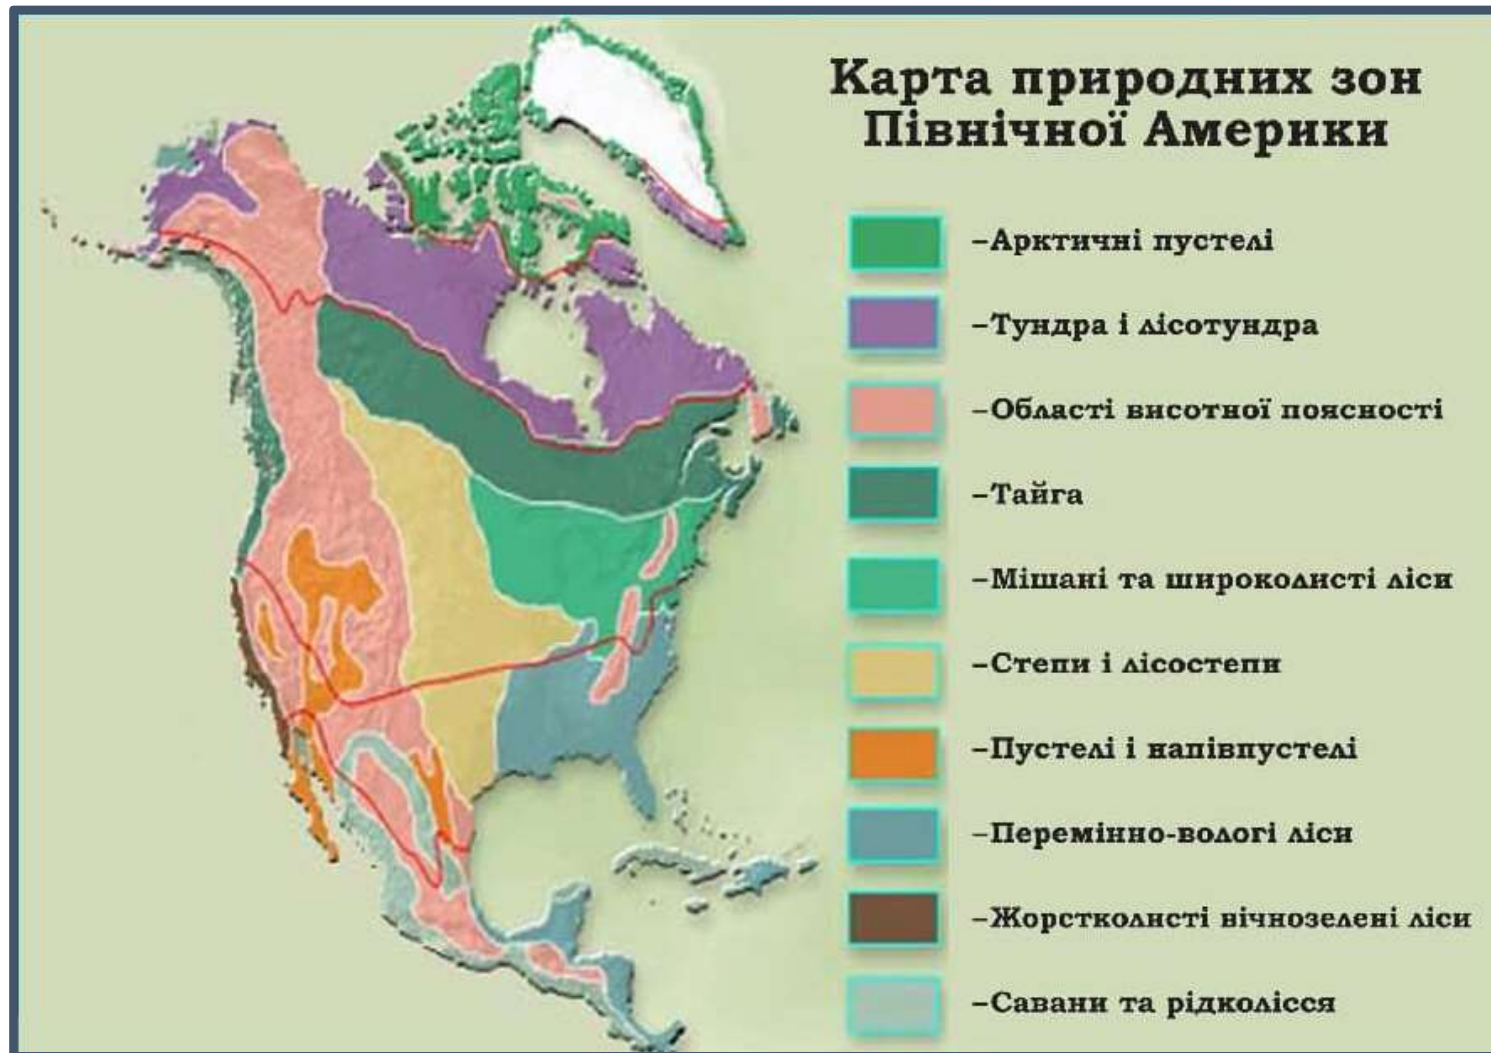 Карта природних зон
Північної Америки
–Арктичні пустелі
–Тундра і лісотундра
–Області висотної поясності
–Тайга
–Мішані та широколисті ліси
–Степи і лісостепи
–Пустелі і напівпустелі
–Перемінно-вологі ліси
–Жорстколисті вічнозелені ліси
–Савани та рідколісся